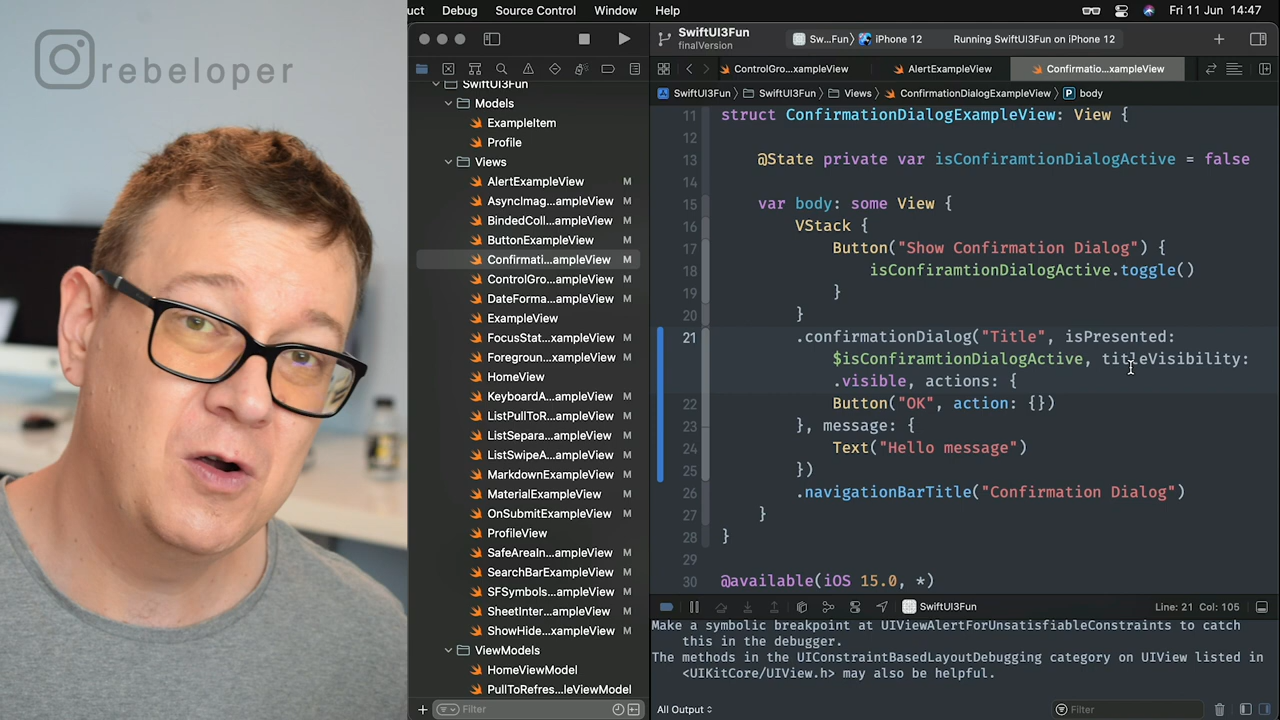 rebeloper
uct Debug Source Control Window Help Fri 11 Jun 14:47
SwiftUI3Fun
finalVersion
Sw...Fun iPhone 12 Running SwiftUI3Fun on iPhone 12
ControlGro...xampleView AlertExampleView Confirmatio...xampleView
SwiftUI3Fun SwiftUI3Fun Views ConfirmationDialogExampleView P body
SwiftUI3Fun
Models
ExampleItem
Profile
Views
AlertExampleView M
AsyncImag...ampleView M
BindedColl...ampleView M
ButtonExampleView M
Confirmati...ampleView M
ControlGro...ampleView M
DateForma...ampleView M
ExampleView
FocusStat...ampleView M
Foregroun...ampleView M
HomeView
KeyboardA...ampleView M
ListPullToR...ampleView M
ListSepara...ampleView M
ListSwipeA...ampleView M
MarkdownExampleView M
MaterialExampleView M
OnSubmitExampleView M
ProfileView
SafeAreaIn...ampleView M
SearchBarExampleView M
SFSymbols...ampleView M
SheetInter...ampleView M
ShowHide...xampleView M
ViewModels
HomeViewModel
PullToRefres...leViewModel
Filter
11 struct ConfirmationDialogExampleView: View {
12
13 @State private var isConfiramtionDialogActive = false
14
15 var body: some View {
16 VStack {
17 Button("Show Confirmation Dialog") {
18 isConfiramtionDialogActive.toggle()
19 }
20 }
21 .confirmationDialog("Title", isPresented:
$isConfiramtionDialogActive, titleVisibility:
.visible, actions: {
22 Button("OK", action: {})
23 }, message: {
24 Text("Hello message")
25 })
26 .navigationBarTitle("Confirmation Dialog")
27 }
28 }
29
30 @available(iOS 15.0, *)
SwiftUI3Fun Line: 21 Col: 105
Make a symbolic breakpoint at UIViewAlertForUnsatisfiableConstraints to catch
this in the debugger.
The methods in the UIConstraintBasedLayoutDebugging category on UIView listed in
<UIKitCore/UIView.h> may also be helpful.
All Output Filter